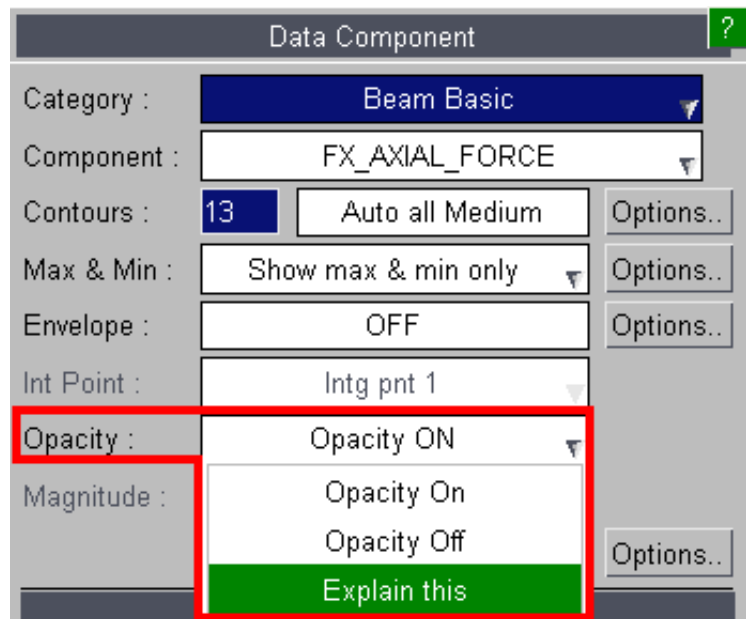 Data Component ?
Category : Beam Basic
Component : FX_AXIAL_FORCE
Contours : 13 Auto all Medium Options..
Max & Min : Show max & min only Options..
Envelope : OFF Options..
Int Point : Intg pnt 1
Opacity : Opacity ON
Opacity On
Magnitude :
Opacity Off
Options..
Explain this